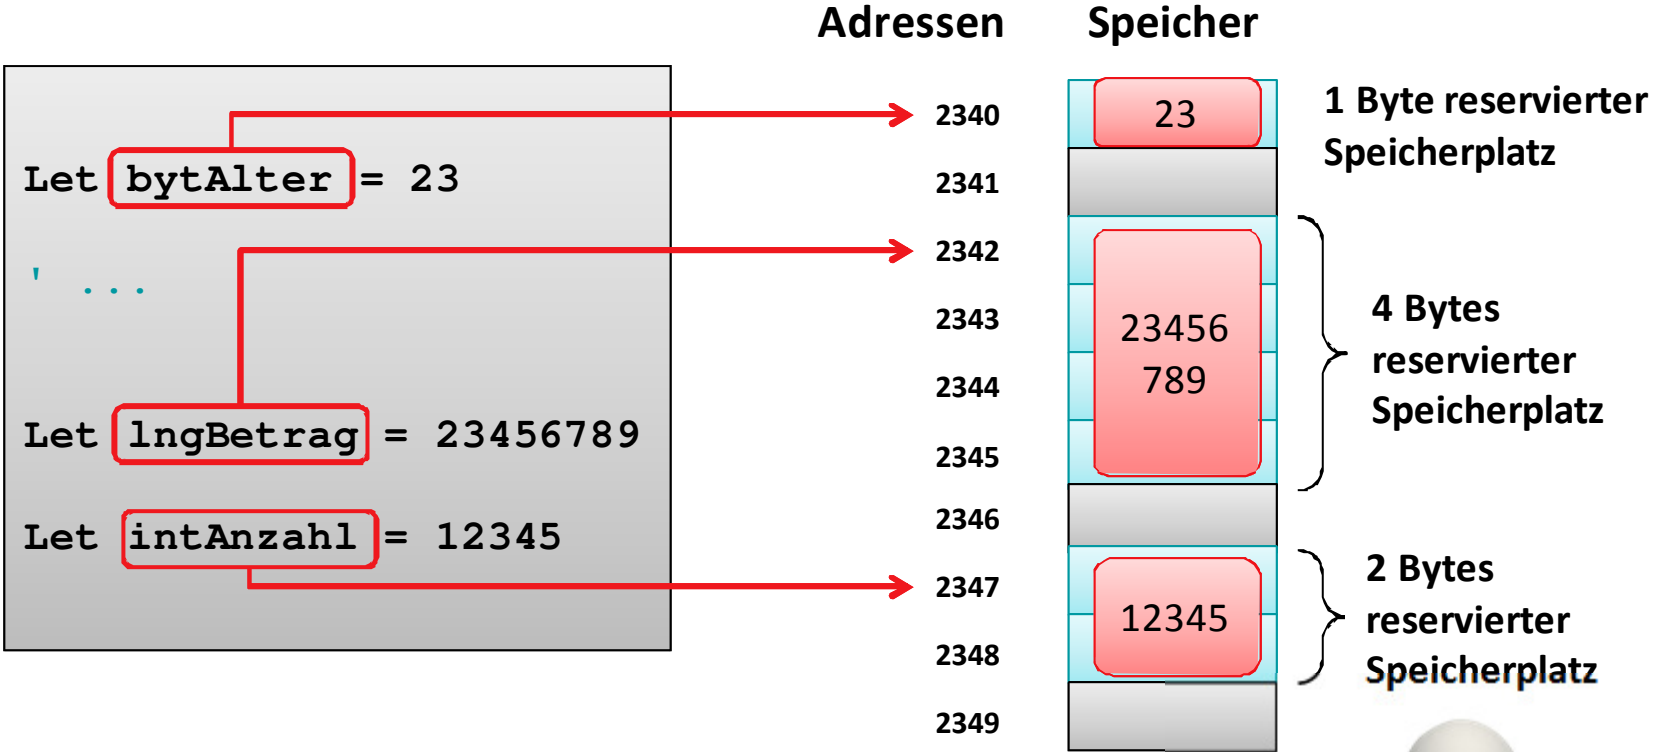 Adressen
Speicher
Let bytAlter = 23
' ...
Let lngBetrag = 23456789
Let intAnzahl = 12345
2340
2341
2342
2343
2344
2345
2346
2347
2348
2349
23
23456
789
12345
1 Byte reservierter
Speicherplatz
4 Bytes
reservierter
Speicherplatz
2 Bytes
reservierter
Speicherplatz